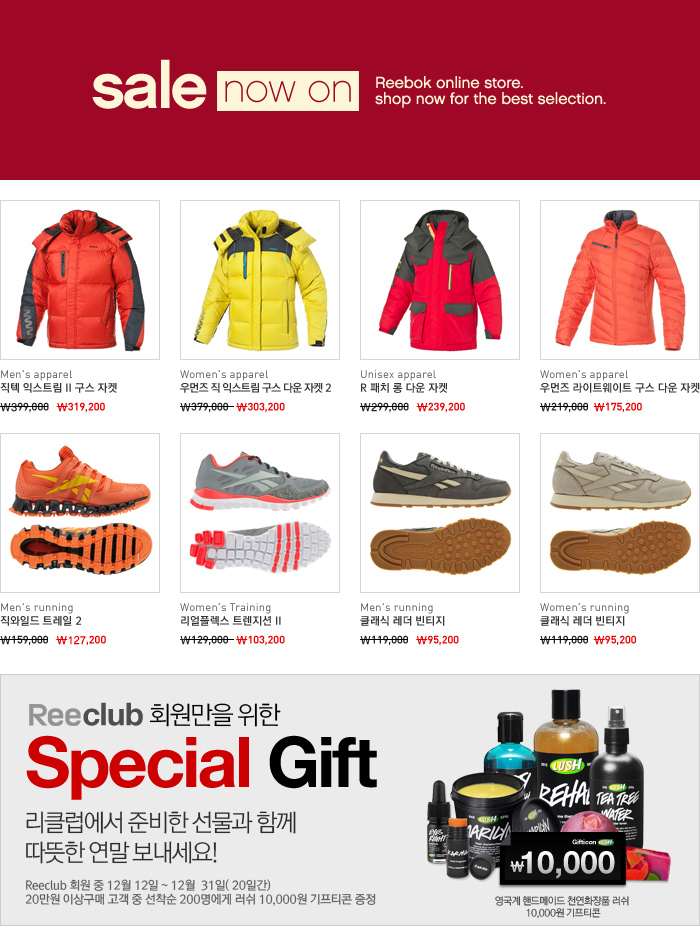 sale now on
Reebok online store.
shop now for the best selection.
Men's apparel
직텍 익스트림 II 구스 자켓
₩399,000 ₩319,200
Women's apparel
우먼즈 직 익스트림 구스 다운 자켓 2
₩379,000 ₩303,200
Unisex apparel
R 패치 롱 다운 자켓
₩299,000 ₩239,200
Women's apparel
우먼즈 라이트웨이트 구스 다운 자켓
₩219,000 ₩175,200
Men's running
직와일드 트레일 2
₩159,000 ₩127,200
Women's Training
리얼플렉스 트렌지션 II
₩129,000 ₩103,200
Men's running
클래식 레더 빈티지
₩119,000 ₩95,200
Women's running
클래식 레더 빈티지
₩119,000 ₩95,200
Reeclub 회원만을 위한
Special Gift
리클럽에서 준비한 선물과 함께
따뜻한 연말 보내세요!
Reeclub 회원 중 12월 12일 ~ 12월 31일( 20일간)
20만원 이상구매 고객 중 선착순 200명에게 러쉬 10,000원 기프티콘 증정
LUSH
REHAB
LUSH
TEA TREE
WATER
LUSH
MARILYN
EYES
RIGHT
KARMA
Gifticon LUSH
₩10,000
영국계 핸드메이드 천연화장품 러쉬
10,000원 기프티콘